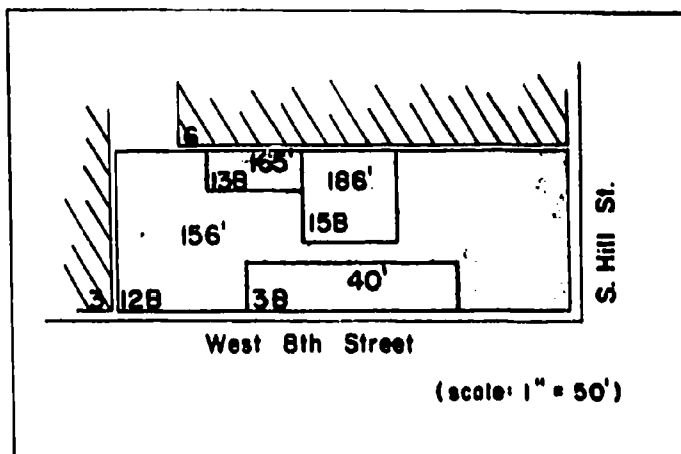 6
165'
13B
186'
15B
156'
40'
3
12B
3B
S. Hill St.
West 8th Street
(scale: 1" = 50')